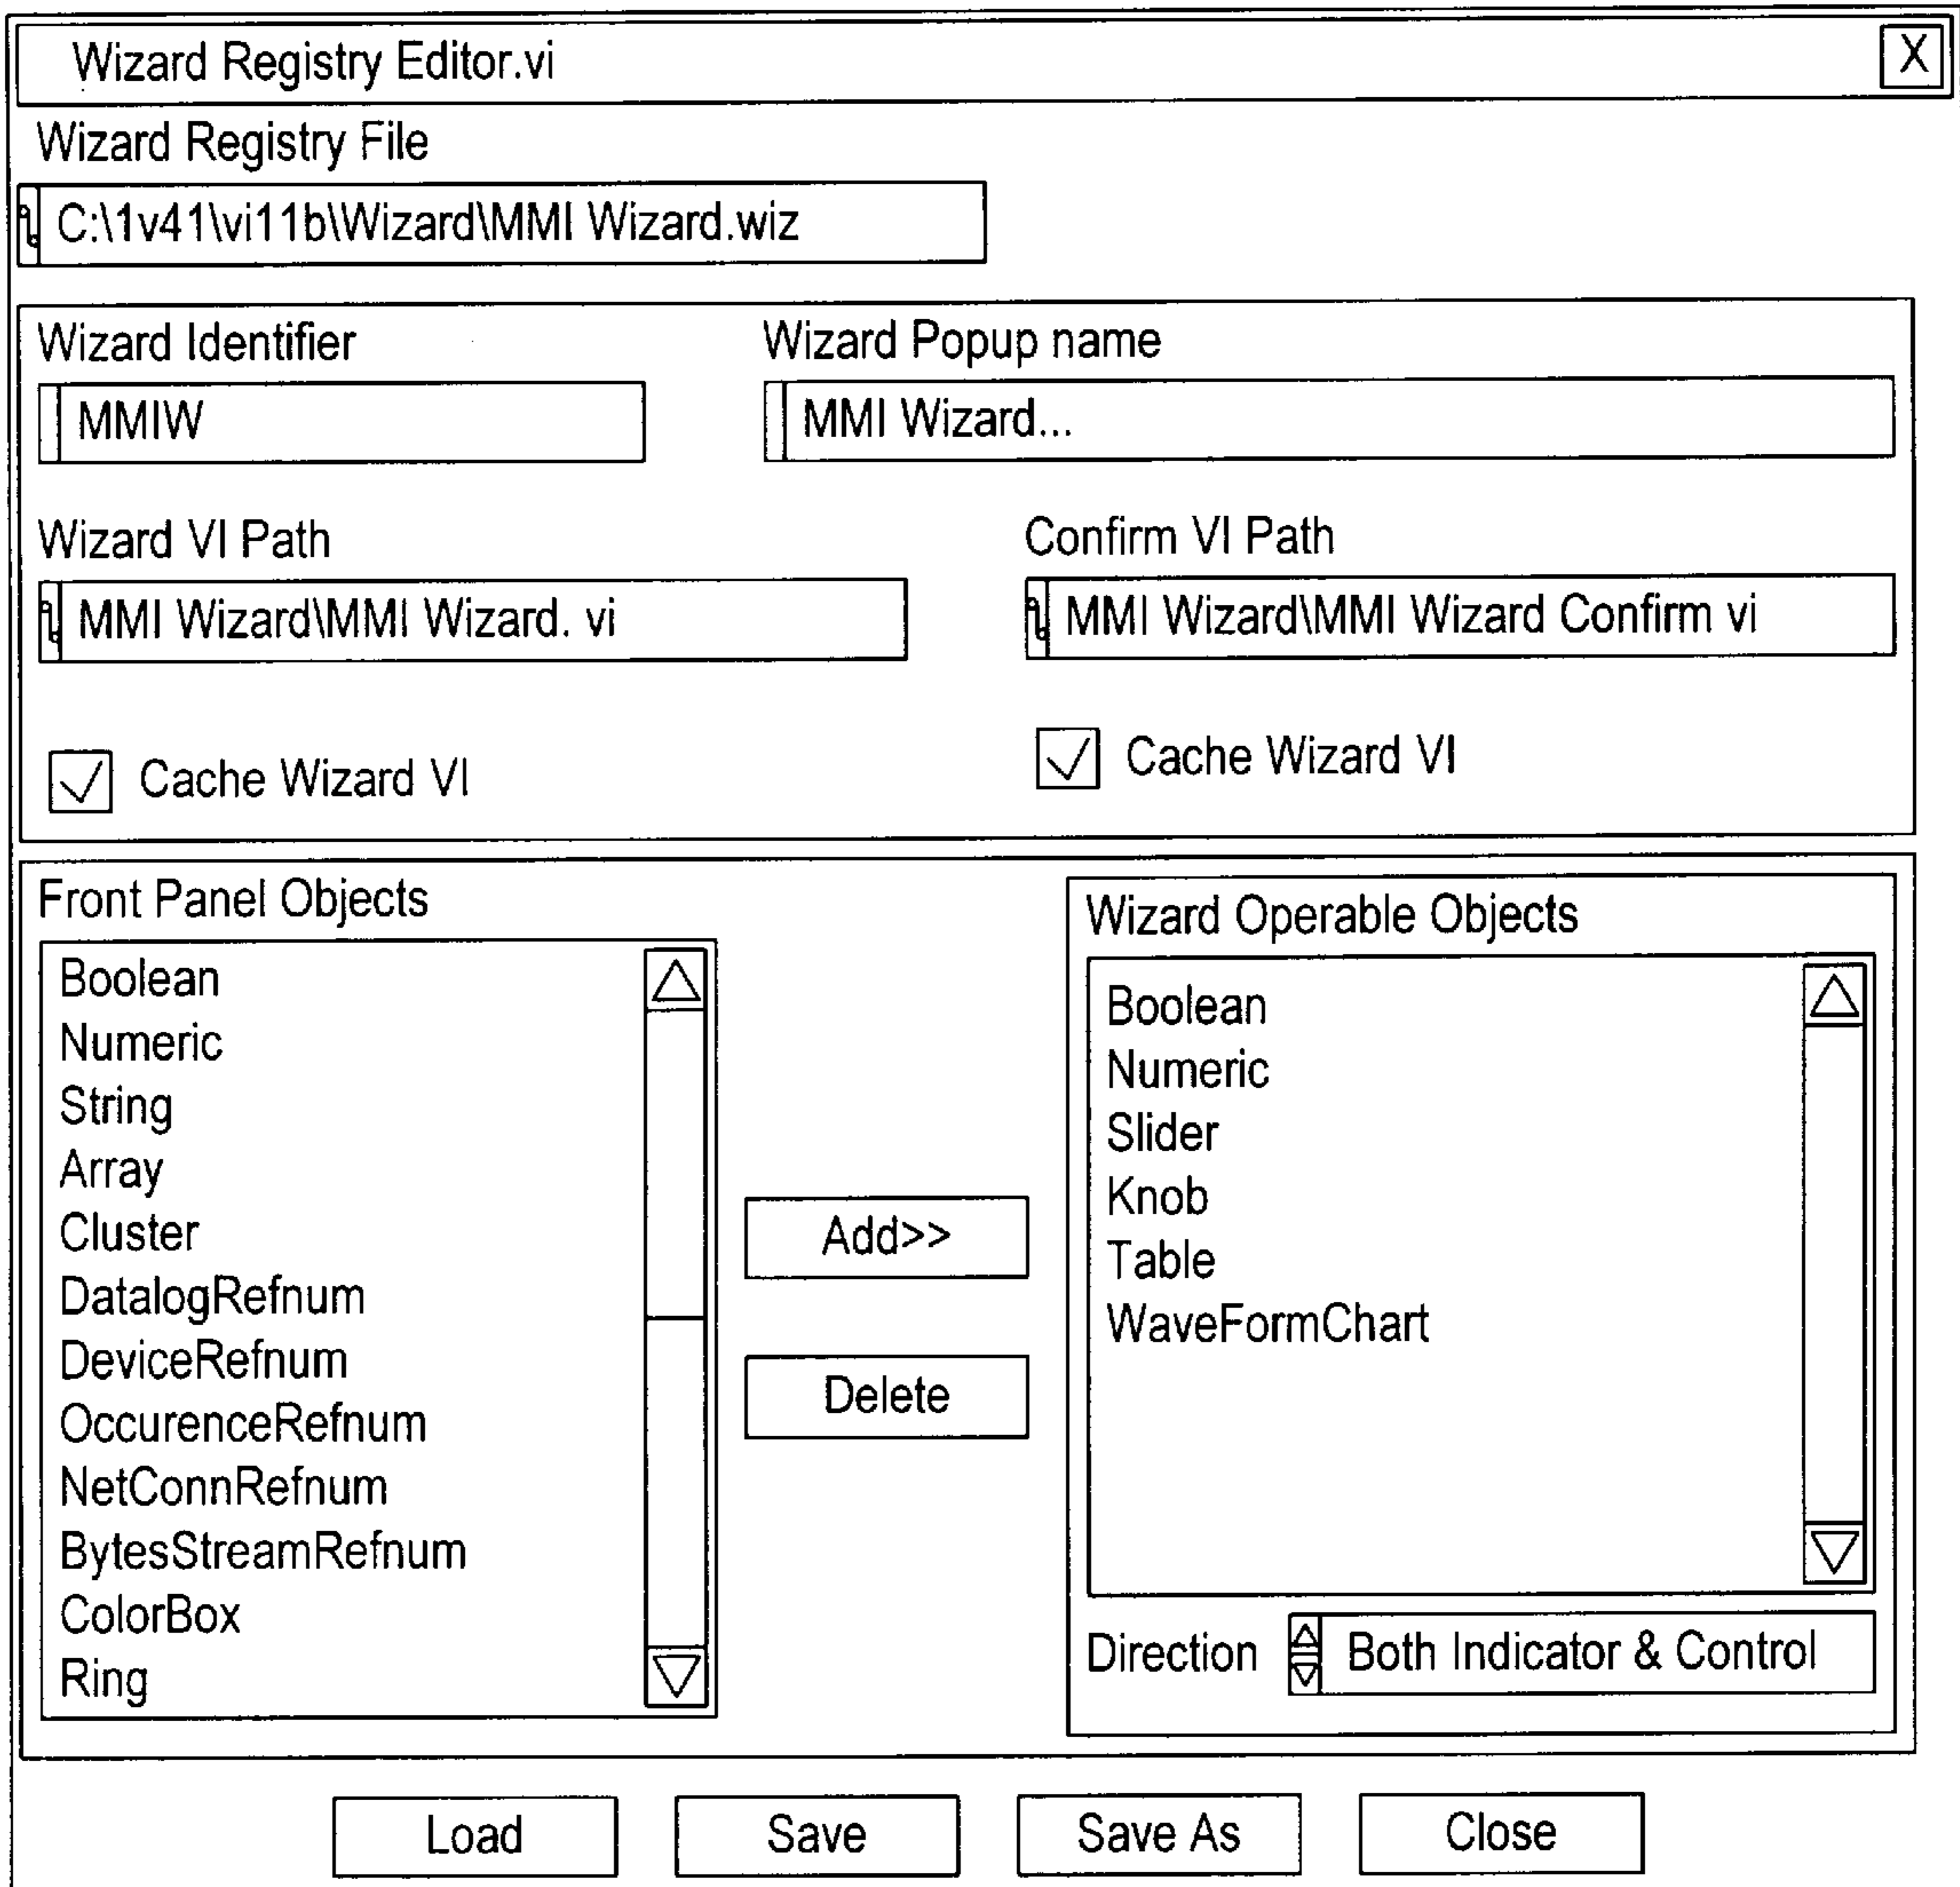 Wizard Registry Editor.vi
X
Wizard Registry File
C:\1v41\vi11b\Wizard\MMI Wizard.wiz
Wizard Identifier
Wizard Popup name
MMIW
MMI Wizard...
Wizard VI Path
Confirm VI Path
MMI Wizard\MMI Wizard. vi
MMI Wizard\MMI Wizard Confirm vi
Cache Wizard VI
Cache Wizard VI
Front Panel Objects
Boolean
Numeric
String
Array
Cluster
DatalogRefnum
DeviceRefnum
OccurenceRefnum
NetConnRefnum
BytesStreamRefnum
ColorBox
Ring
Add>>
Delete
Wizard Operable Objects
Boolean
Numeric
Slider
Knob
Table
WaveFormChart
Direction
Both Indicator & Control
Load
Save
Save As
Close